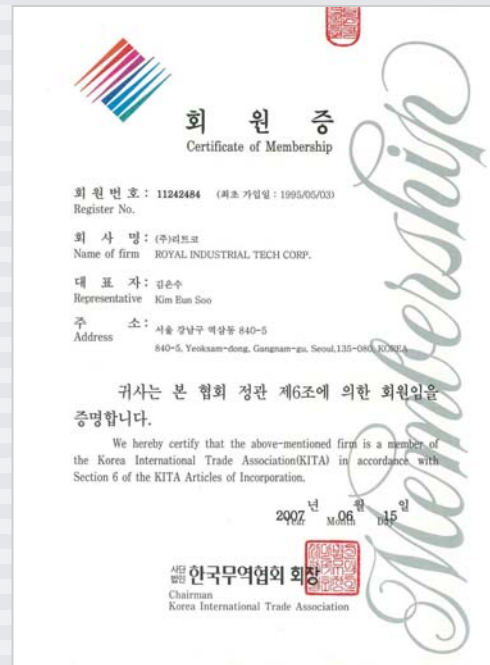 회 원 증
Certificate of Membership
회 원 번 호 : 11242484 (최초 가입일 : 1995/05/03)
Register No.
회 사 명 : (주)리트코
Name of firm ROYAL INDUSTRIAL TECH CORP.
대 표 자 : 김은수
Representative Kim Eun Soo
주 소 : 서울 강남구 역삼동 840-5
Address
840-5, Yeoksam-dong, Gangnam-gu, Seoul,135-080, KOREA
귀사는 본 협회 정관 제6조에 의한 회원임을
증명합니다.
We hereby certify that the above-mentioned firm is a member of
the Korea International Trade Association(KITA) in accordance with
Section 6 of the KITA Articles of Incorporation.
년 월 일
2007 06 15
Year Month Day
사단법인 한국무역협회 회장
Chairman
Korea International Trade Association
Membership